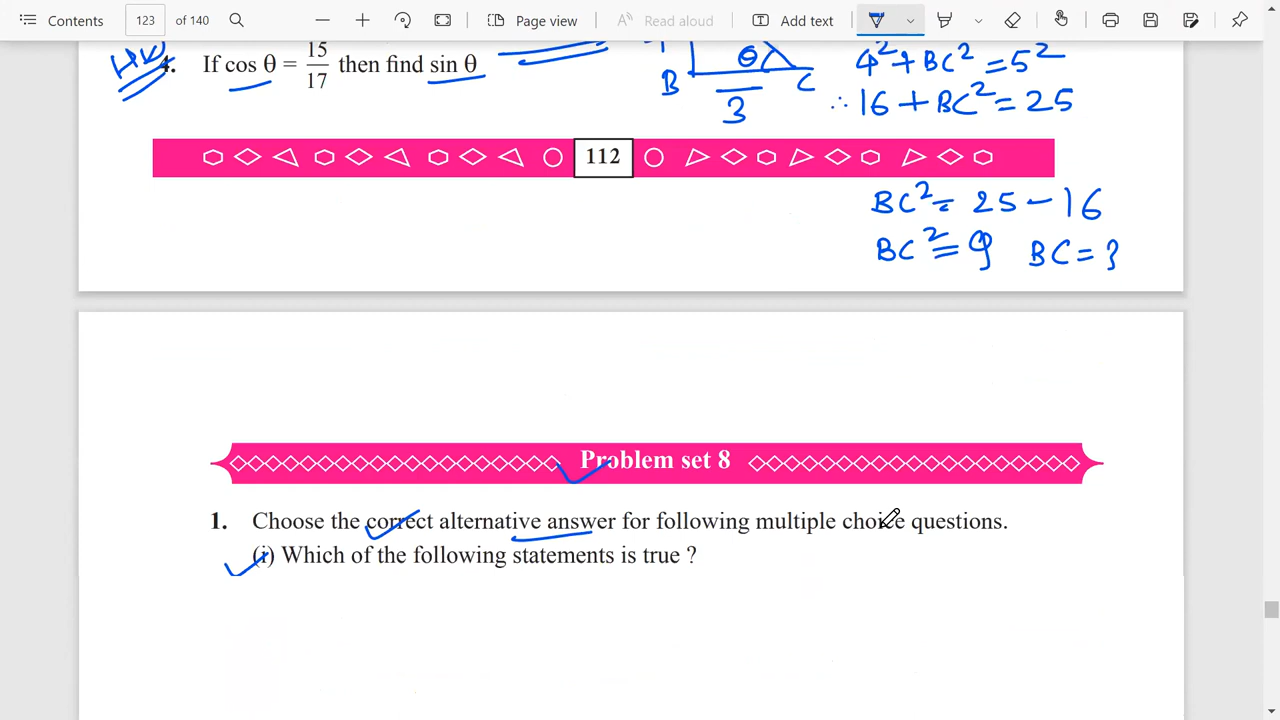 Contents 123 of 140 Page view Read aloud Add text
HW
4. If cos θ = 15/17 then find sin θ
θ
B C
3
4² + BC² = 5²
∴ 16 + BC² = 25
112
BC² = 25 - 16
BC² = 9 BC = 3
Problem set 8
1. Choose the correct alternative answer for following multiple choice questions.
(i) Which of the following statements is true ?